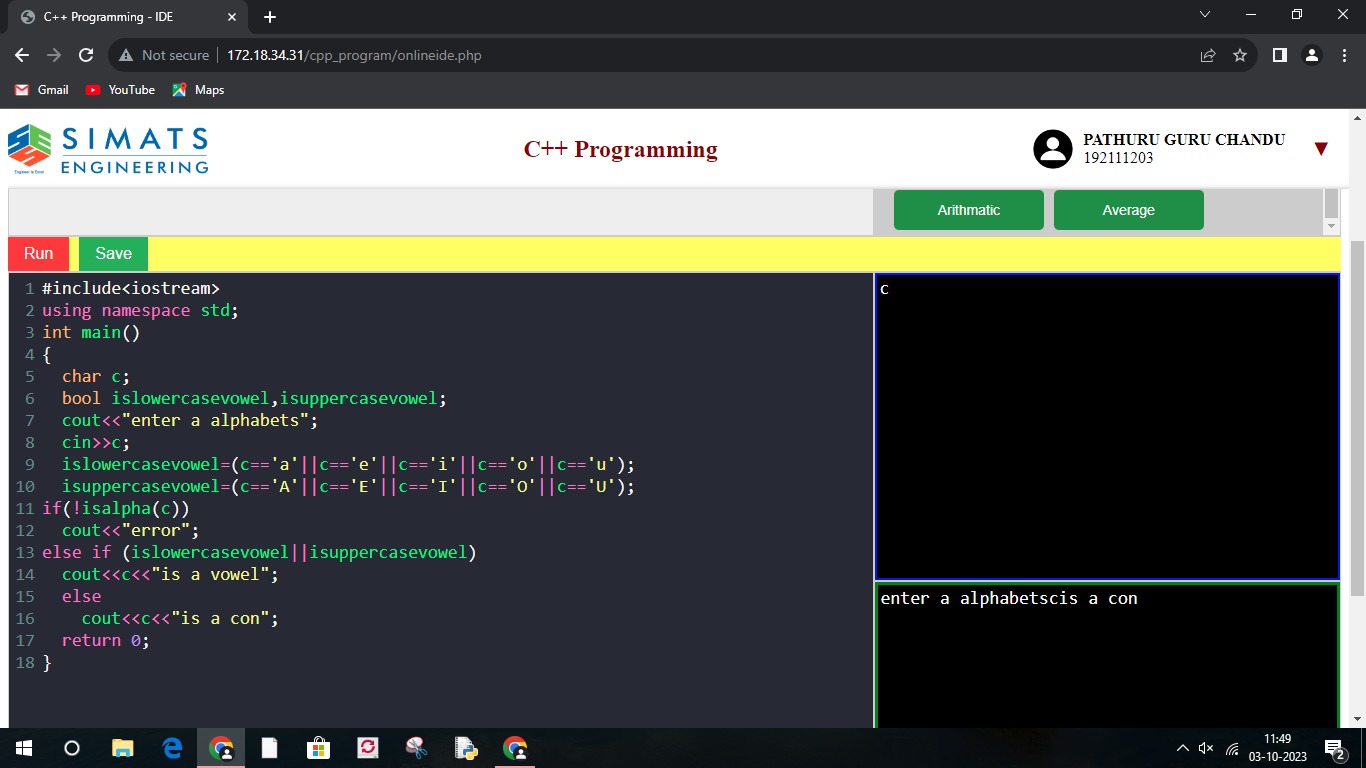 C++ Programming - IDE
Not secure 172.18.34.31/cpp_program/onlineide.php
Gmail YouTube Maps
SIMATS
ENGINEERING
C++ Programming
PATHURU GURU CHANDU
192111203
Arithmatic Average
Run Save
1 #include<iostream>
2 using namespace std;
3 int main()
4 {
5 char c;
6 bool islowercasevowel,isuppercasevowel;
7 cout<<"enter a alphabets";
8 cin>>c;
9 islowercasevowel=(c=='a'||c=='e'||c=='i'||c=='o'||c=='u');
10 isuppercasevowel=(c=='A'||c=='E'||c=='I'||c=='O'||c=='U');
11 if(!isalpha(c))
12 cout<<"error";
13 else if (islowercasevowel||isuppercasevowel)
14 cout<<c<<"is a vowel";
15 else
16 cout<<c<<"is a con";
17 return 0;
18 }
c
enter a alphabetscis a con
11:49
03-10-2023
2